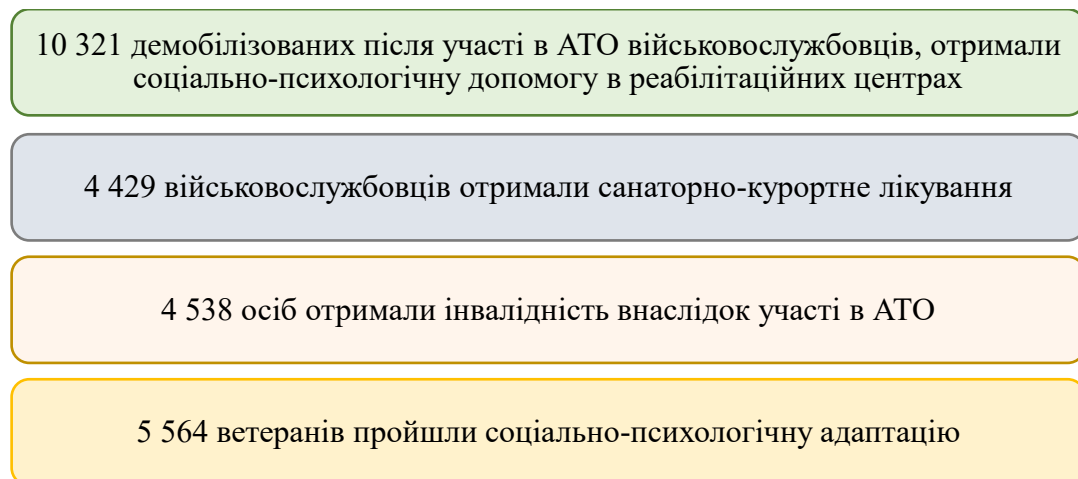 10 321 демобілізованих після участі в АТО військовослужбовців, отримали
соціально-психологічну допомогу в реабілітаційних центрах
4 429 військовослужбовців отримали санаторно-курортне лікування
4 538 осіб отримали інвалідність внаслідок участі в АТО
5 564 ветеранів пройшли соціально-психологічну адаптацію